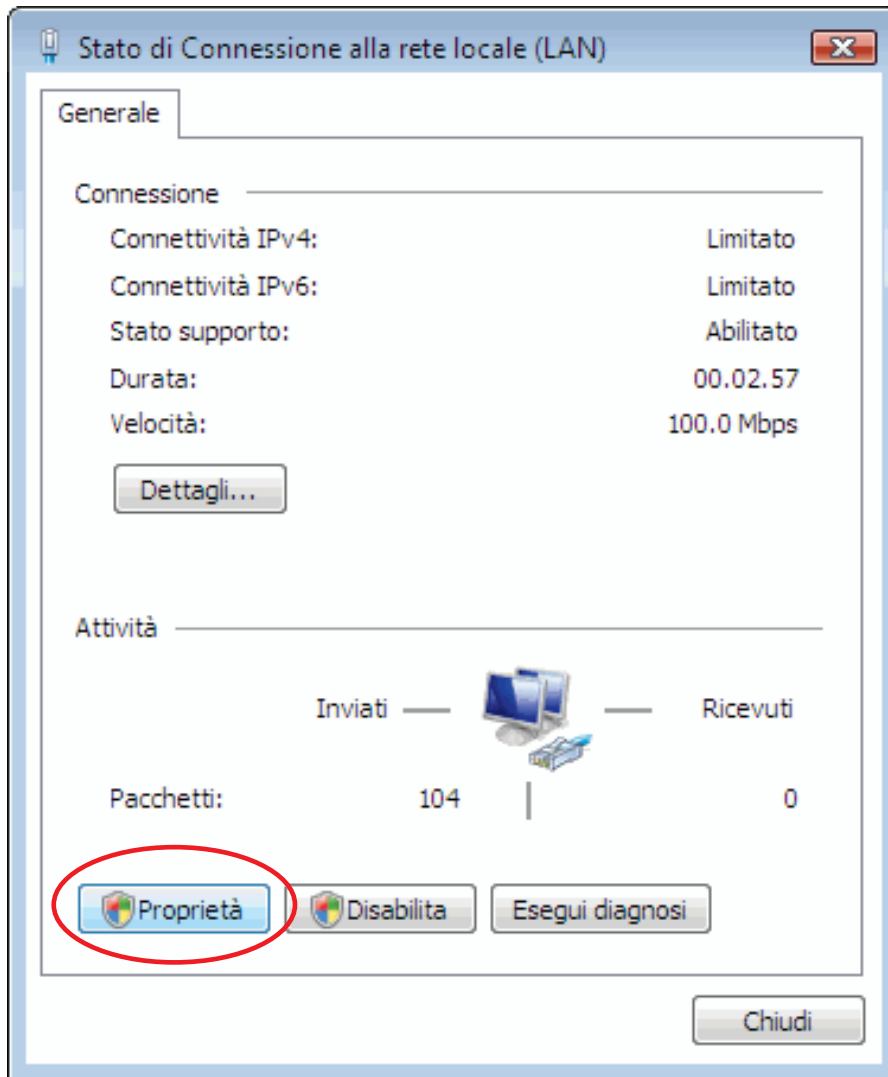 Stato di Connessione alla rete locale (LAN)
Generale
Connessione
Connettività IPv4: Limitato
Connettività IPv6: Limitato
Stato supporto: Abilitato
Durata: 00.02.57
Velocità: 100.0 Mbps
Dettagli...
Attività
Inviati Ricevuti
Pacchetti: 104 0
Proprietà Disabilita Esegui diagnosi
Chiudi